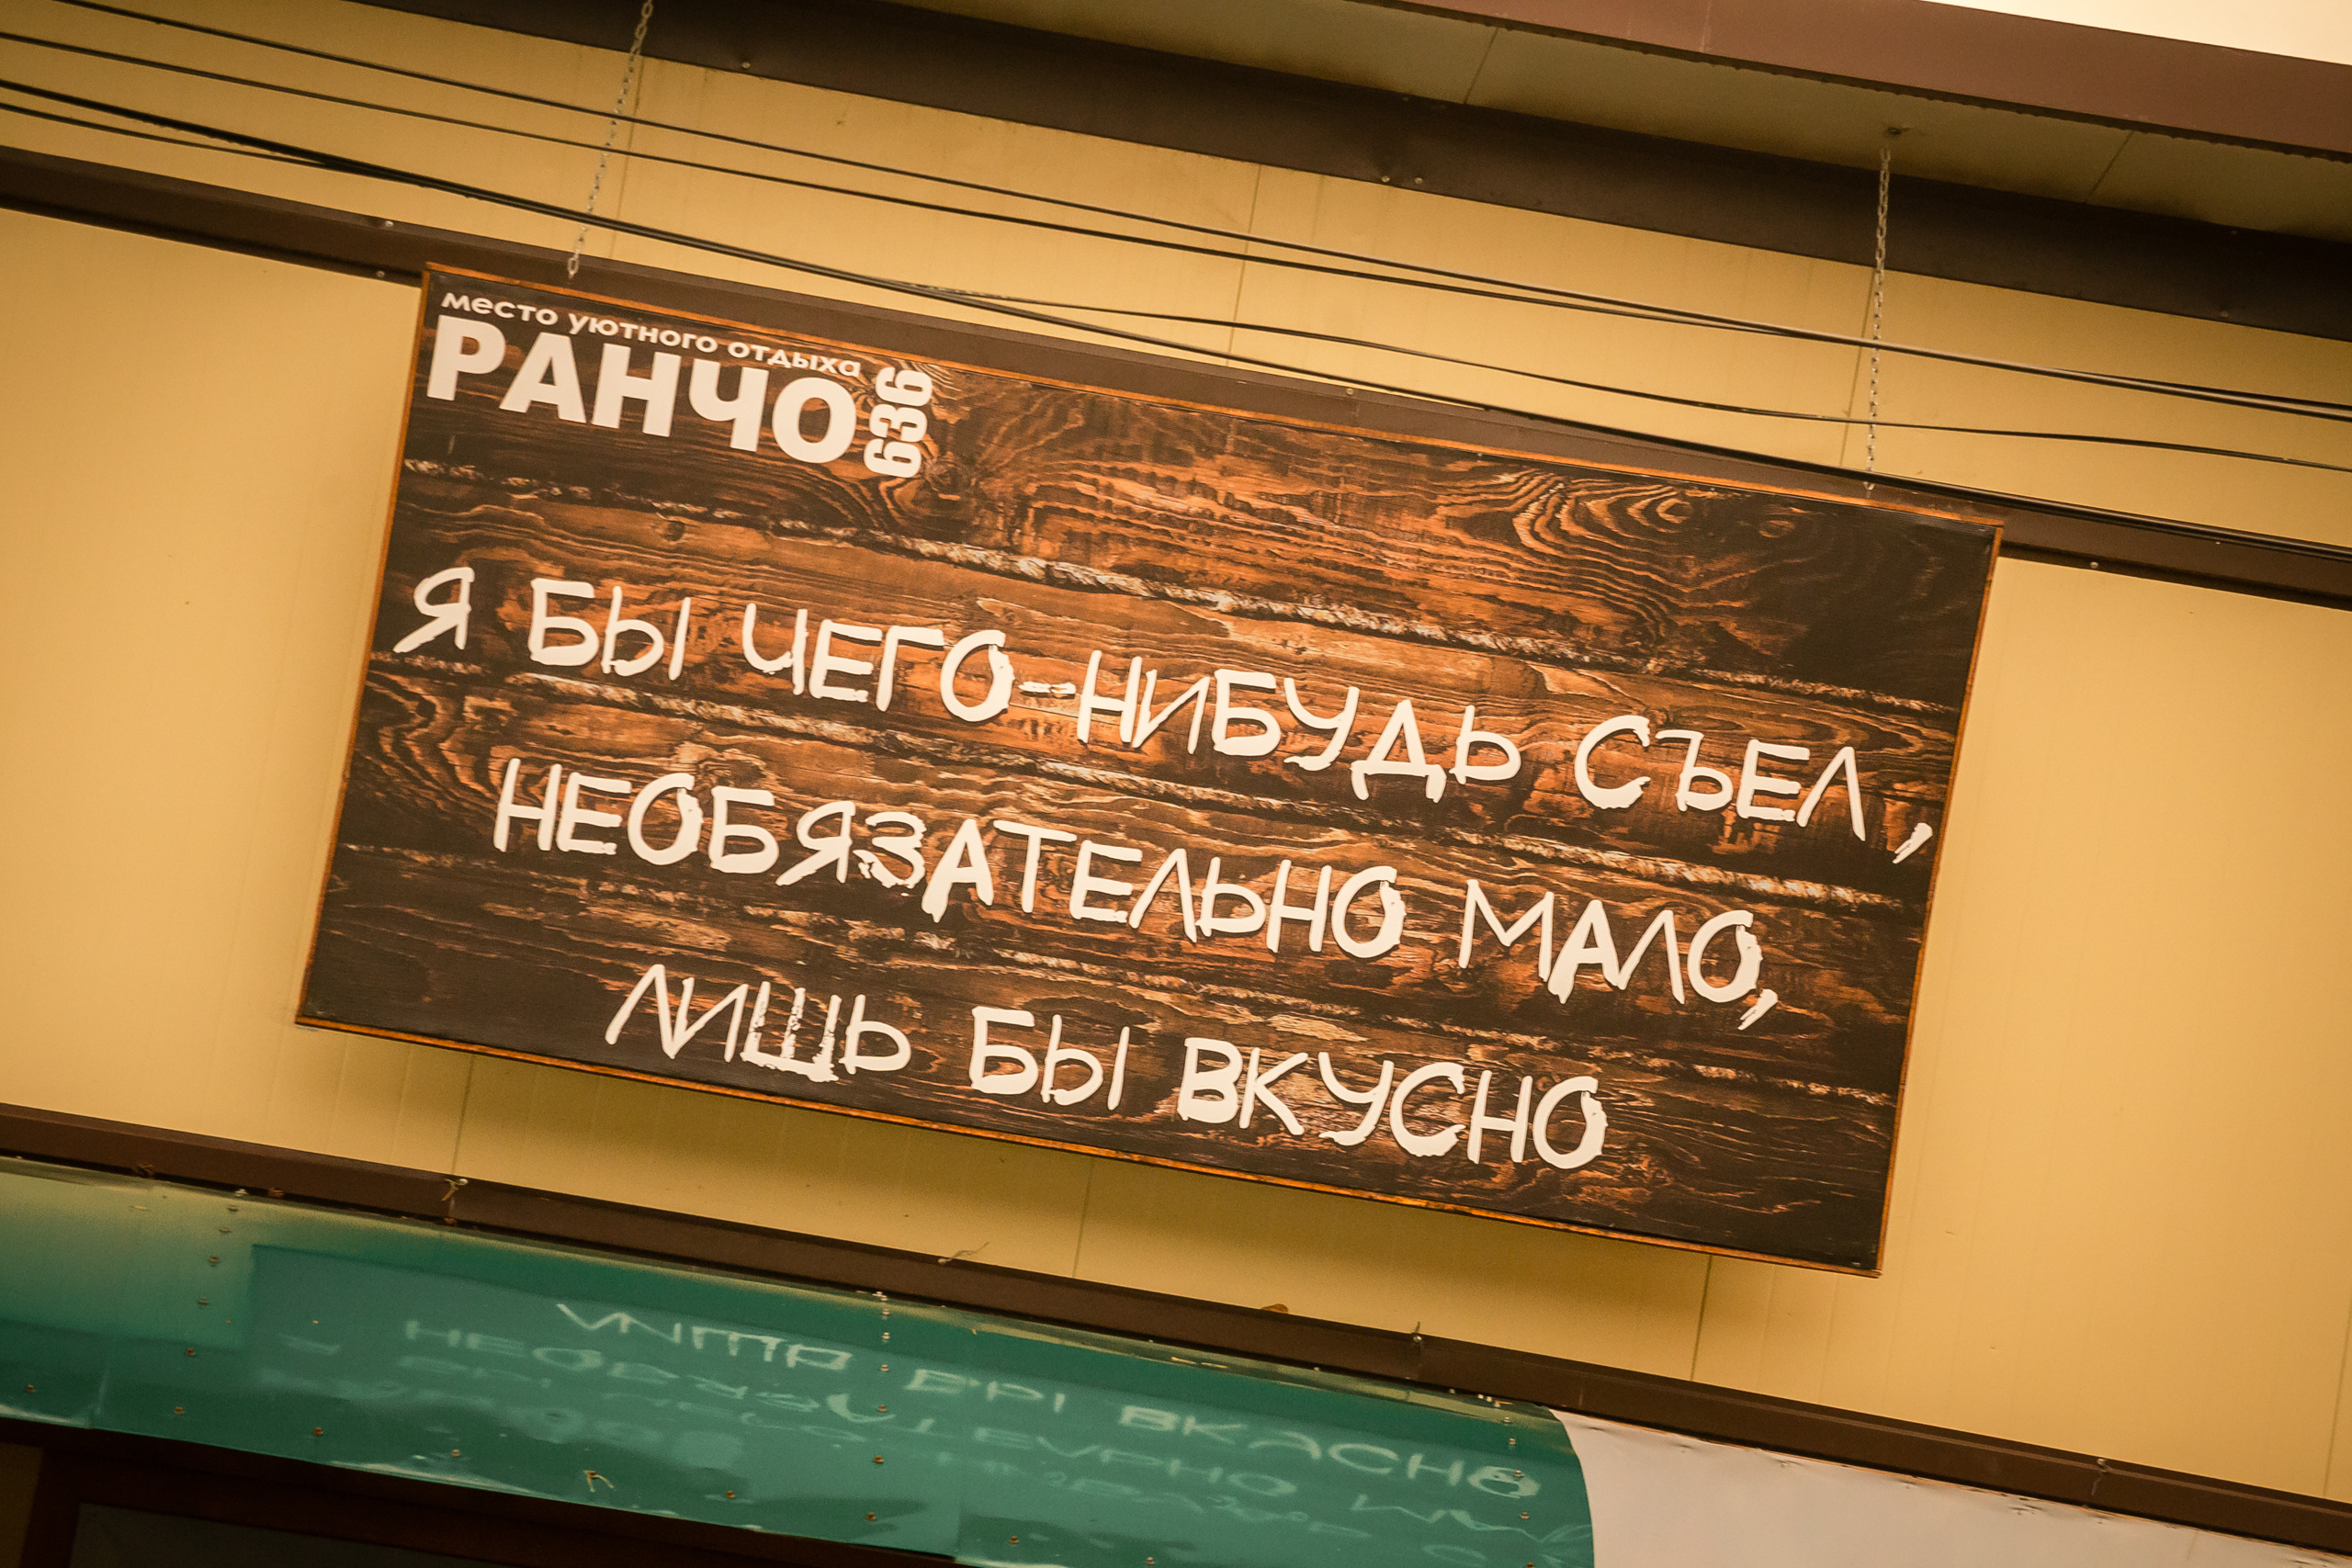 место уютного отдыха
РАНЧО 636
Я БЫ ЧЕГО-НИБУДЬ СЪЕЛ,
НЕОБЯЗАТЕЛЬНО МАЛО,
ЛИШЬ БЫ ВКУСНО